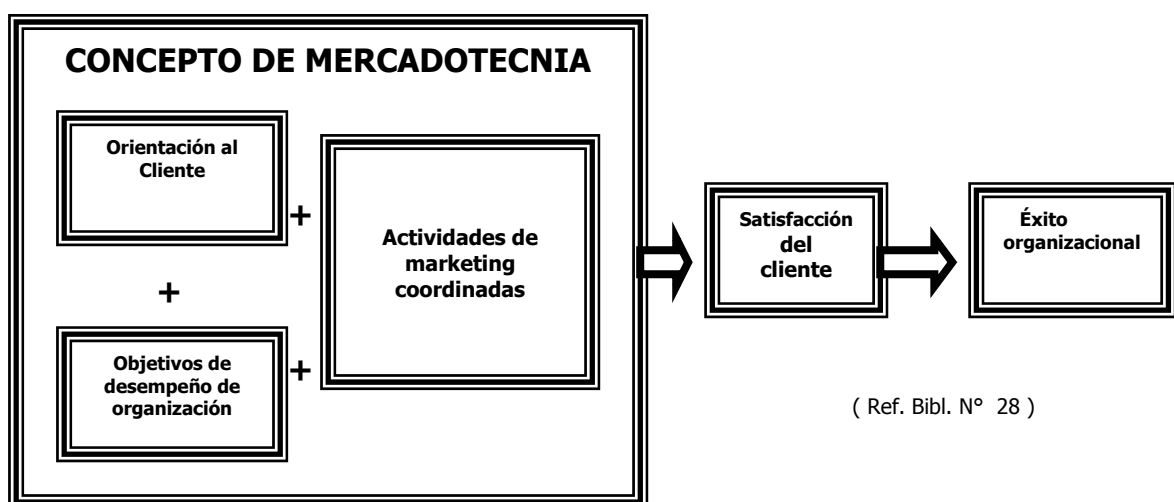 CONCEPTO DE MERCADOTECNIA
Orientación al
Cliente
+
+
Objetivos de
desempeño de
organización
+
Actividades de
marketing
coordinadas
Satisfacción
del
cliente
Éxito
organizacional
( Ref. Bibl. N° 28 )